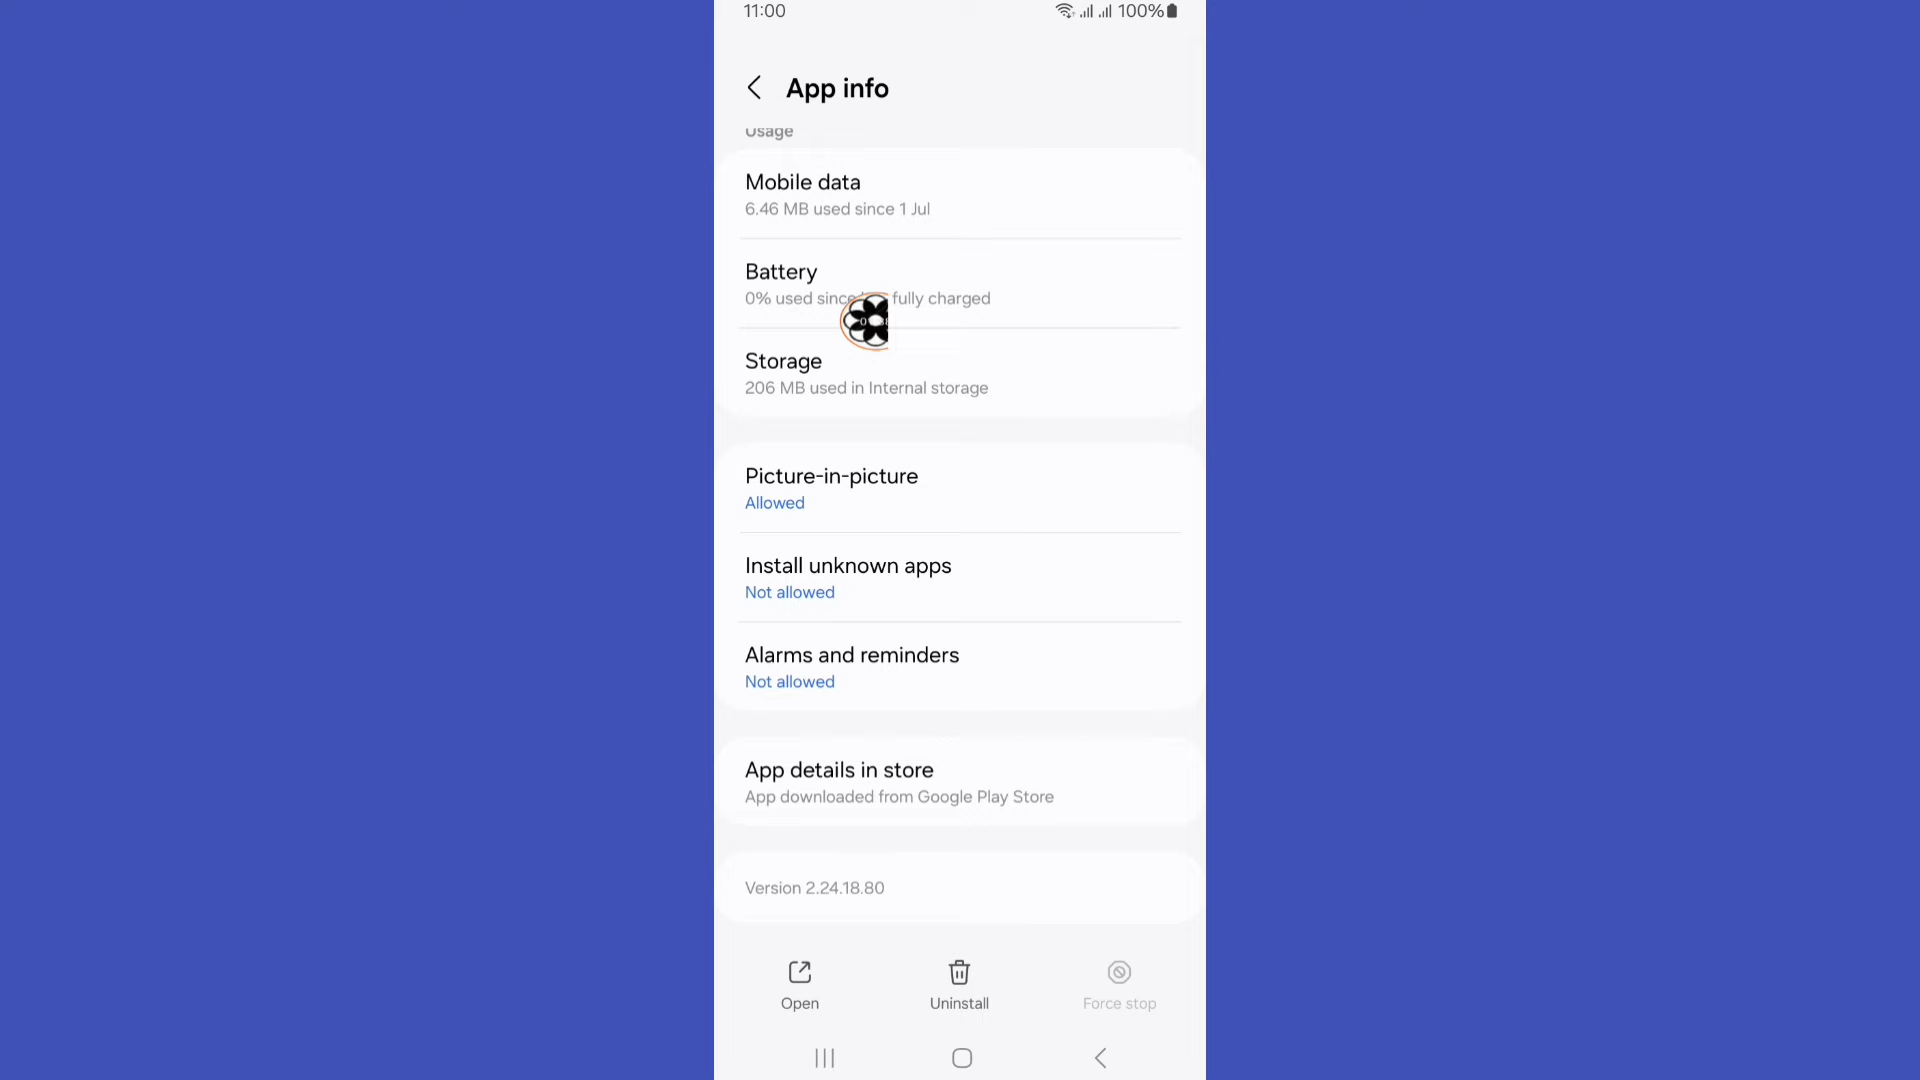 11:00
100%
App info
Usage
Mobile data
6.46 MB used since 1 Jul
Battery
0% used since fully charged
Storage
206 MB used in Internal storage
Picture-in-picture
Allowed
Install unknown apps
Not allowed
Alarms and reminders
Not allowed
App details in store
App downloaded from Google Play Store
Version 2.24.18.80
Open
Uninstall
Force stop